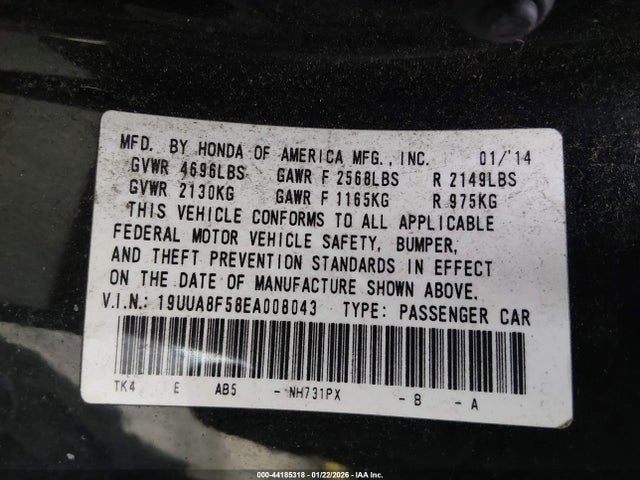 MFD. BY HONDA OF AMERICA MFG., INC. 01/'14
GVWR 4696LBS GAWR F 2568LBS R 2149LBS
GVWR 2130KG GAWR F 1165KG R 975KG
THIS VEHICLE CONFORMS TO ALL APPLICABLE
FEDERAL MOTOR VEHICLE SAFETY, BUMPER,
AND THEFT PREVENTION STANDARDS IN EFFECT
ON THE DATE OF MANUFACTURE SHOWN ABOVE.
V.I.N.: 19UUA8F58EA008043 TYPE: PASSENGER CAR
TK4 E AB5 - NH731PX - B - A
000-44185318 - 01/22/2026 - IAA Inc.